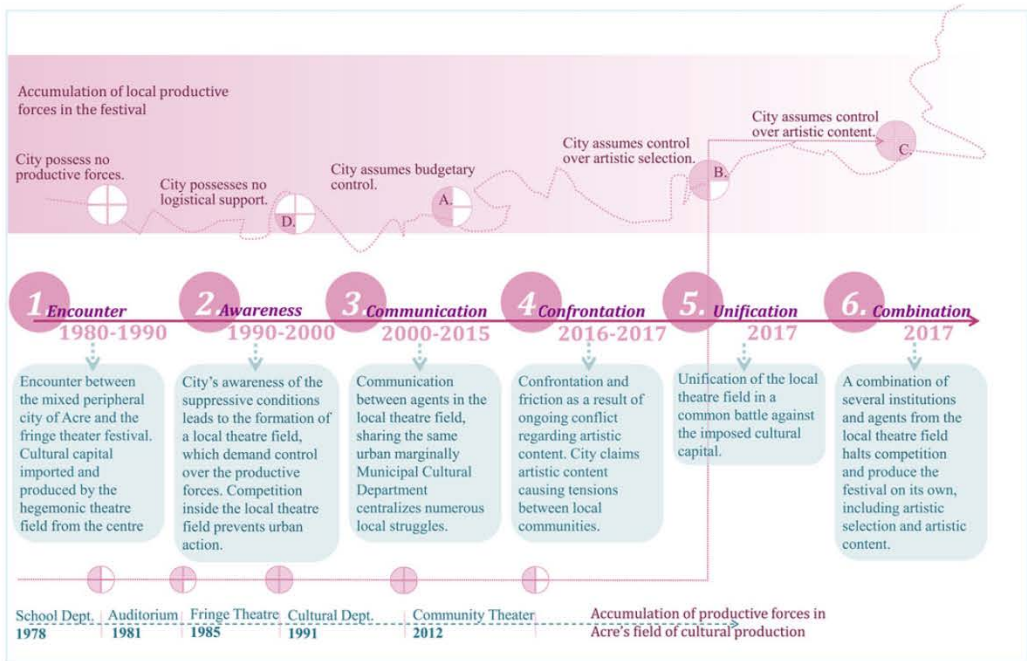 Accumulation of local productive
forces in the festival
City possess no
productive forces.
City possesses no
logistical support.
D.
City assumes budgetary
control.
A.
City assumes control
over artistic selection.
B.
City assumes control
over artistic content.
C.
1. Encounter
1980-1990
2. Awareness
1990-2000
3. Communication
2000-2015
4 Confrontation
2016-2017
5. Unification
2017
6. Combination
2017
Encounter between
the mixed peripheral
city of Acre and the
fringe theater festival.
Cultural capital
imported and
produced by the
hegemonic theatre
field from the centre
City's awareness of the
suppressive conditions
leads to the formation of
a local theatre field,
which demand control
over the productive
forces. Competition
inside the local theatre
field prevents urban
action.
Communication
between agents in the
local theatre field,
sharing the same
urban marginally
Municipal Cultural
Department
centralizes numerous
local struggles.
Confrontation and
friction as a result of
ongoing conflict
regarding artistic
content. City claims
artistic content
causing tensions
between local
communities.
Unification of the local
theatre field in a
common battle against
the imposed cultural
capital.
A combination of
several institutions
and agents from the
local theatre field
halts competition
and produce the
festival on its own,
including artistic
selection and artistic
content.
School Dept.
1978
Auditorium
1981
Fringe Theatre
1985
Cultural Dept.
1991
Community Theater
2012
Accumulation of productive forces in
Acre's field of cultural production